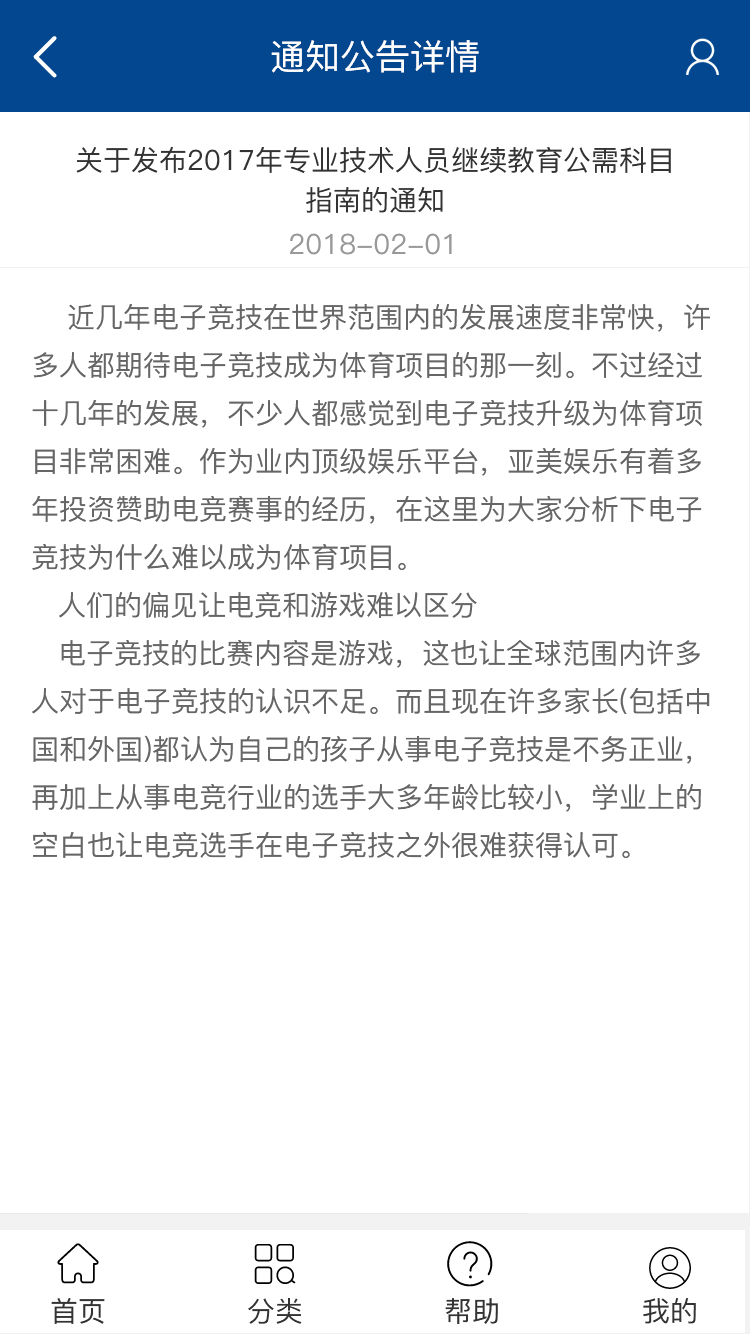 通知公告详情
关于发布2017年专业技术人员继续教育公需科目
指南的通知
2018-02-01
近几年电子竞技在世界范围内的发展速度非常快，许
多人都期待电子竞技成为体育项目的那一刻。不过经过
十几年的发展，不少人都感觉到电子竞技升级为体育项
目非常困难。作为业内顶级娱乐平台，亚美娱乐有着多
年投资赞助电竞赛事的经历，在这里为大家分析下电子
竞技为什么难以成为体育项目。
人们的偏见让电竞和游戏难以区分
电子竞技的比赛内容是游戏，这也让全球范围内许多
人对于电子竞技的认识不足。而且现在许多家长(包括中
国和外国)都认为自己的孩子从事电子竞技是不务正业，
再加上从事电竞行业的选手大多年龄比较小，学业上的
空白也让电竞选手在电子竞技之外很难获得认可。
首页
分类
帮助
我的